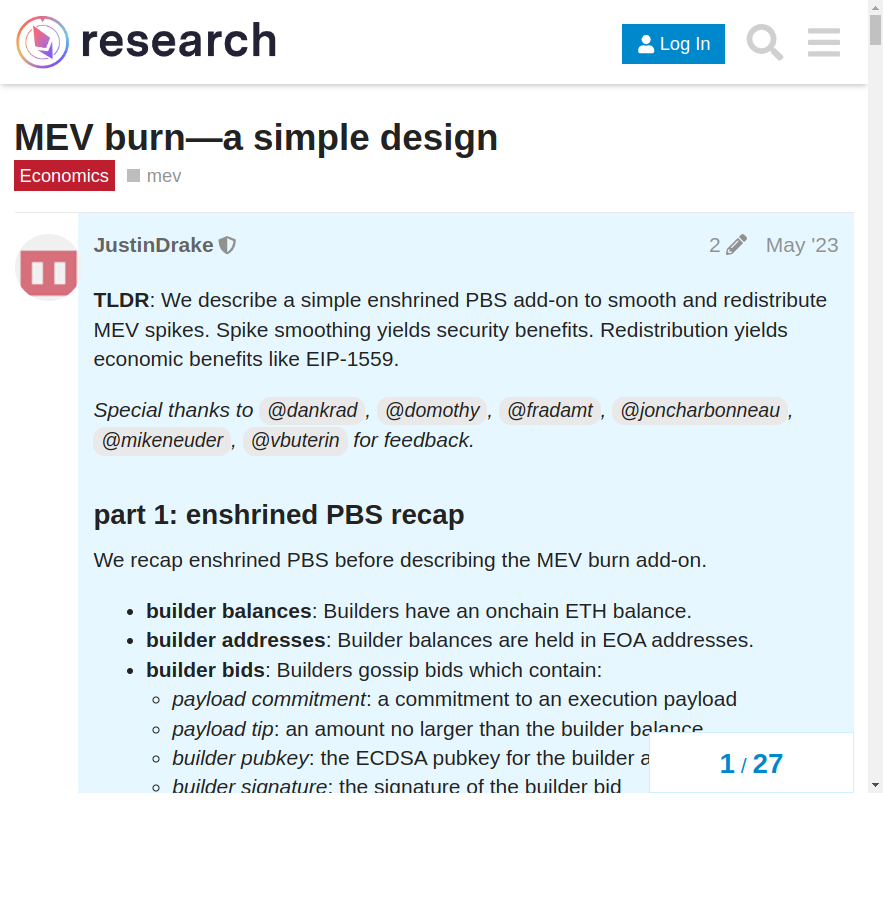 research
Log In
MEV burn—a simple design
Economics mev
JustinDrake 2 May '23
TLDR: We describe a simple enshrined PBS add-on to smooth and redistribute
MEV spikes. Spike smoothing yields security benefits. Redistribution yields
economic benefits like EIP-1559.
Special thanks to @dankrad, @domothy, @fradamt, @joncharbonneau,
@mikeneuder, @vbuterin for feedback.
part 1: enshrined PBS recap
We recap enshrined PBS before describing the MEV burn add-on.
• builder balances: Builders have an onchain ETH balance.
• builder addresses: Builder balances are held in EOA addresses.
• builder bids: Builders gossip bids which contain:
◦ payload commitment: a commitment to an execution payload
◦ payload tip: an amount no larger than the builder balance
◦ builder pubkey: the ECDSA pubkey for the builder
◦ builder signature: the signature of the builder bid
1 / 27